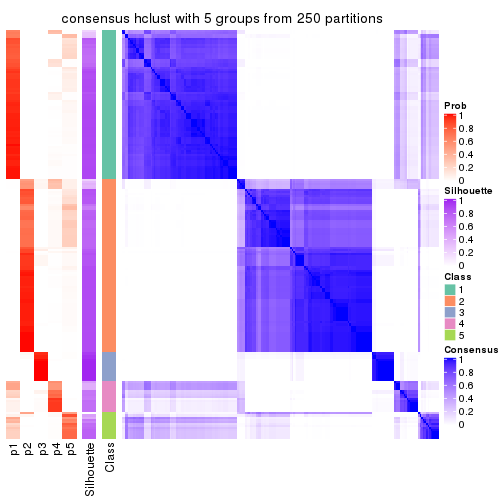 consensus hclust with 5 groups from 250 partitions
Prob
1
0.8
0.6
0.4
0.2
0
Silhouette
1
0.8
0.6
0.4
0.2
0
Class
1
2
3
4
5
Consensus
1
0.8
0.6
0.4
0.2
0
p1
p2
p3
p4
p5
Silhouette
Class